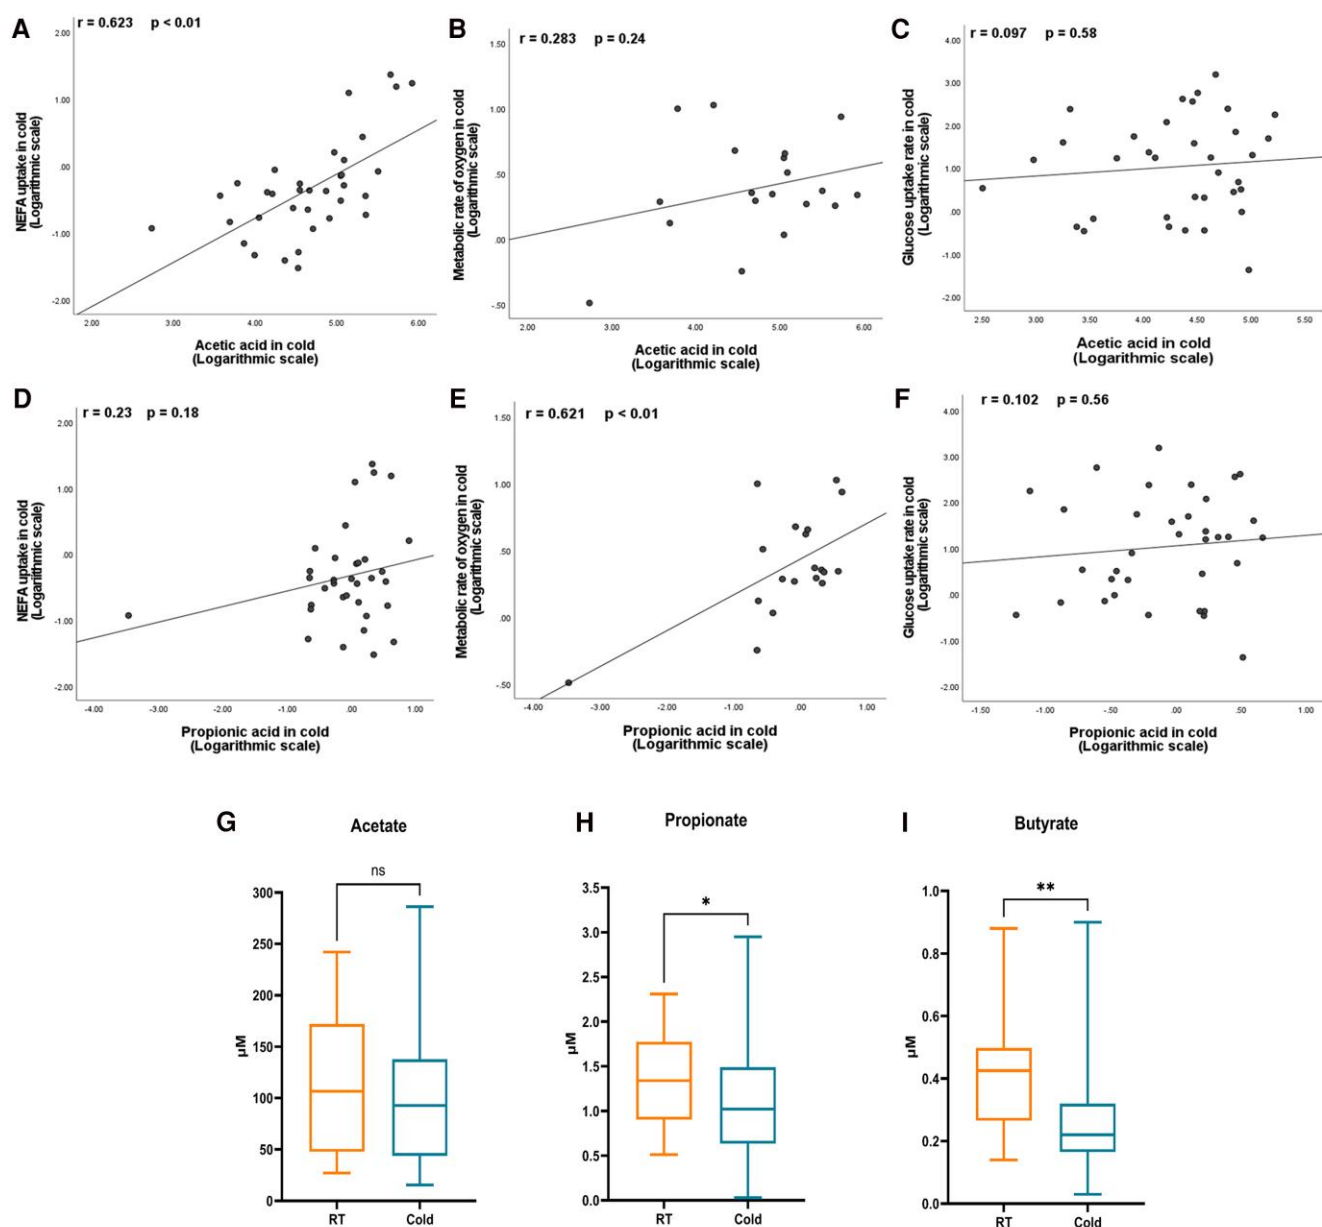 A
r = 0.623 p < 0.01
NEFA uptake in cold
(Logarithmic scale)
2.00
1.00
.00
-1.00
-2.00
2.00 3.00 4.00 5.00 6.00
Acetic acid in cold
(Logarithmic scale)
B
r = 0.283 p = 0.24
Metabolic rate of oxygen in cold
(Logarithmic scale)
1.50
1.00
.50
.00
-.50
2.00 3.00 4.00 5.00 6.00
Acetic acid in cold
(Logarithmic scale)
C
r = 0.097 p = 0.58
Glucose uptake rate in cold
(Logarithmic scale)
4.00
3.00
2.00
1.00
.00
-1.00
-2.00
2.50 3.00 3.50 4.00 4.50 5.00 5.50
Acetic acid in cold
(Logarithmic scale)
D
r = 0.23 p = 0.18
NEFA uptake in cold
(Logarithmic scale)
2.00
1.00
.00
-1.00
-2.00
-4.00 -3.00 -2.00 -1.00 .00 1.00
Propionic acid in cold
(Logarithmic scale)
E
r = 0.621 p < 0.01
Metabolic rate of oxygen in cold
(Logarithmic scale)
1.50
1.00
.50
.00
-.50
-4.00 -3.00 -2.00 -1.00 .00 1.00
Propionic acid in cold
(Logarithmic scale)
F
r = 0.102 p = 0.56
Glucose uptake rate in cold
(Logarithmic scale)
4.00
3.00
2.00
1.00
.00
-1.00
-2.00
-1.50 -1.00 -.50 .00 .50 1.00
Propionic acid in cold
(Logarithmic scale)
G
Acetate
ns
µM
300
250
200
150
100
50
0
RT Cold
H
Propionate
*
µM
3.5
3.0
2.5
2.0
1.5
1.0
0.5
0.0
RT Cold
I
Butyrate
**
µM
1.0
0.8
0.6
0.4
0.2
0.0
RT Cold